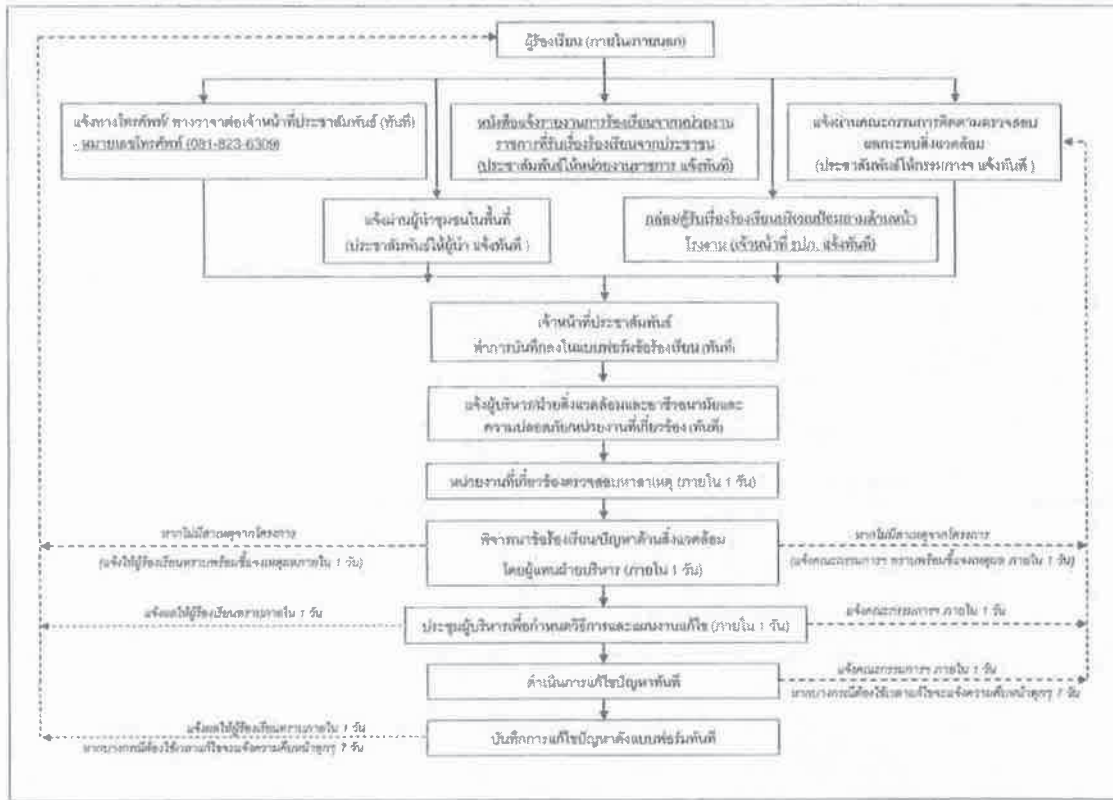 ผู้ร้องเรียน (ภายใน/ภายนอก)
แจ้งทางโทรศัพท์/ ทางวาจาต่อเจ้าหน้าที่ประชาสัมพันธ์ (ทันที)
- หมายเลขโทรศัพท์ (081-823-6309)
หนังสือแจ้งรายงานการร้องเรียนจากหน่วยงาน
ราชการที่รับเรื่องร้องเรียนจากประชาชน
(ประชาสัมพันธ์ให้หน่วยงานราชการ แจ้งทันที)
แจ้งผ่านคณะกรรมการติดตามตรวจสอบ
ผลกระทบสิ่งแวดล้อม
(ประชาสัมพันธ์ให้กรรมการฯ แจ้งทันที )
แจ้งผ่านผู้นำชุมชนในพื้นที่
(ประชาสัมพันธ์ให้ผู้นำ แจ้งทันที )
กล่อง/ตู้รับเรื่องร้องเรียนบริเวณป้อมยามด้านหน้า
โรงงาน (เจ้าหน้าที่ รปภ. แจ้งทันที)
เจ้าหน้าที่ประชาสัมพันธ์
ทำการบันทึกลงในแบบฟอร์มข้อร้องเรียน (ทันที)
แจ้งผู้บริหาร/ฝ่ายสิ่งแวดล้อมและอาชีวอนามัยและ
ความปลอดภัย/หน่วยงานที่เกี่ยวข้อง (ทันที)
หน่วยงานที่เกี่ยวข้องตรวจสอบหาสาเหตุ (ภายใน 1 วัน)
หากไม่มีสาเหตุจากโครงการ
(แจ้งให้ผู้ร้องเรียนทราบพร้อมชี้แจงเหตุผลภายใน 1 วัน)
พิจารณาข้อร้องเรียน/ปัญหาด้านสิ่งแวดล้อม
โดยผู้แทนฝ่ายบริหาร (ภายใน 1 วัน)
หากไม่มีสาเหตุจากโครงการ
(แจ้งคณะกรรมการฯ ทราบพร้อมชี้แจงเหตุผล ภายใน 1 วัน)
แจ้งผลให้ผู้ร้องเรียนทราบภายใน 1 วัน
ประชุมผู้บริหารเพื่อกำหนดวิธีการและแผนงานแก้ไข (ภายใน 1 วัน)
แจ้งคณะกรรมการฯ ภายใน 1 วัน
ดำเนินการแก้ไขปัญหาทันที
แจ้งคณะกรรมการฯ ภายใน 1 วัน
หากบางกรณีต้องใช้เวลาแก้ไขจะแจ้งความคืบหน้าทุกๆ 7 วัน
แจ้งผลให้ผู้ร้องเรียนทราบภายใน 1 วัน
หากบางกรณีต้องใช้เวลาแก้ไขจะแจ้งความคืบหน้าทุกๆ 7 วัน
บันทึกการแก้ไขปัญหาดังแบบฟอร์มทันที